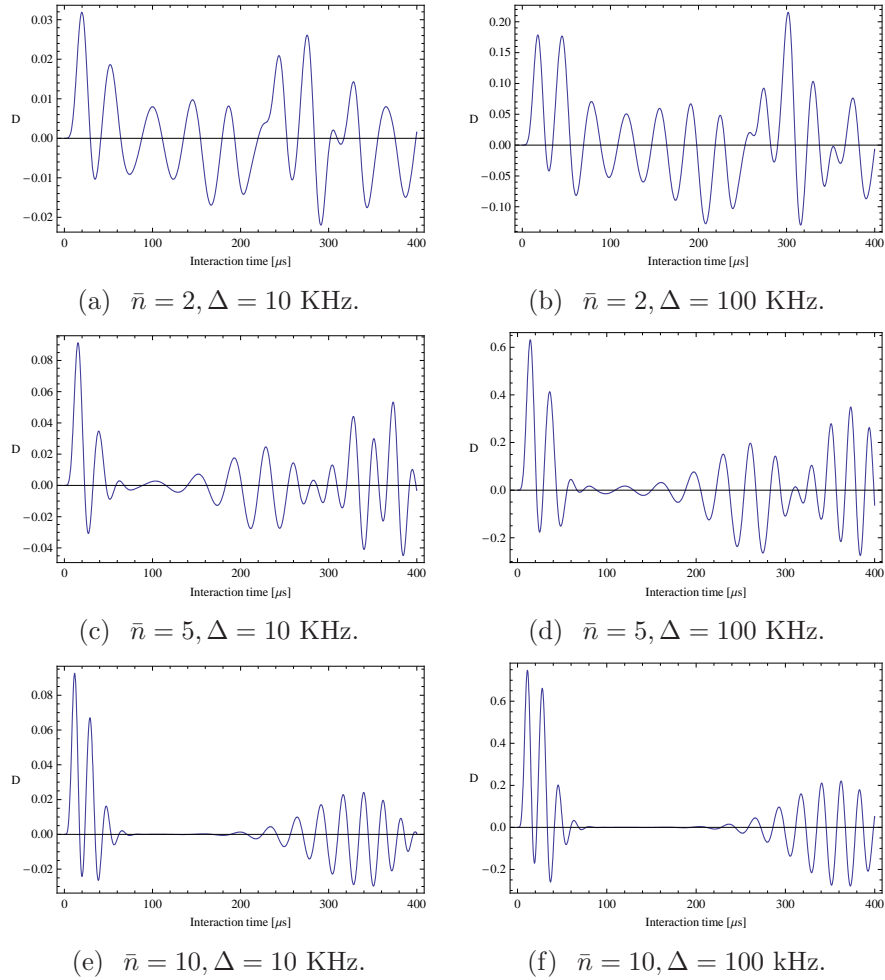 0.03
0.02
0.01
D
0.00
−0.01
−0.02
0 100 200 300 400
Interaction time [μs]
(a) n̄ = 2, Δ = 10 KHz.
0.20
0.15
0.10
0.05
D
0.00
−0.05
−0.10
0 100 200 300 400
Interaction time [μs]
(b) n̄ = 2, Δ = 100 KHz.
0.08
0.06
0.04
0.02
D
0.00
−0.02
−0.04
0 100 200 300 400
Interaction time [μs]
(c) n̄ = 5, Δ = 10 KHz.
0.6
0.4
0.2
D
0.0
−0.2
0 100 200 300 400
Interaction time [μs]
(d) n̄ = 5, Δ = 100 KHz.
0.08
0.06
0.04
0.02
D
0.00
−0.02
0 100 200 300 400
Interaction time [μs]
(e) n̄ = 10, Δ = 10 KHz.
0.6
0.4
0.2
D
0.0
−0.2
0 100 200 300 400
Interaction time [μs]
(f) n̄ = 10, Δ = 100 kHz.